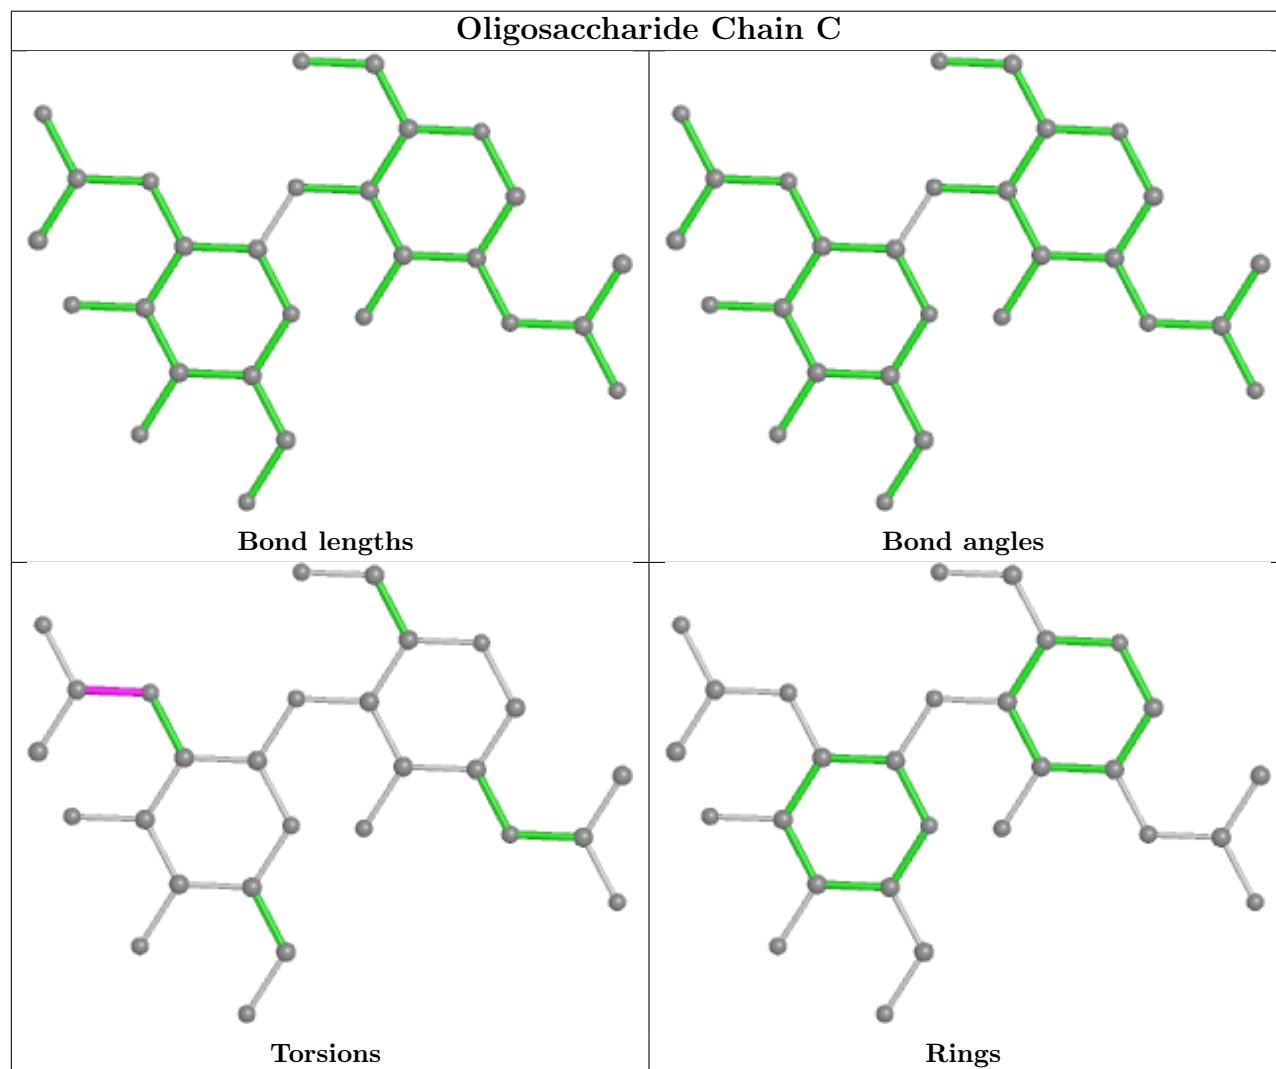 Oligosaccharide Chain C
Bond lengths
Bond angles
Torsions
Rings